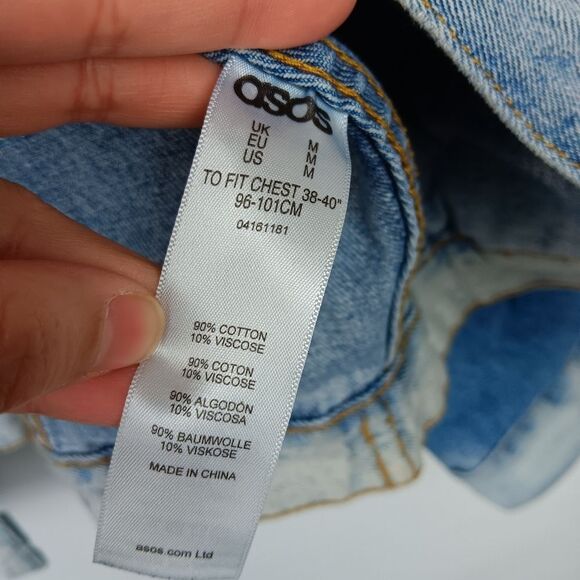 asos
UK M
EU M
US M
TO FIT CHEST 38-40"
96-101CM
04161181
90% COTTON
10% VISCOSE
90% COTON
10% VISCOSE
90% ALGODÓN
10% VISCOSA
90% BAUMWOLLE
10% VISKOSE
MADE IN CHINA
asos.com Ltd